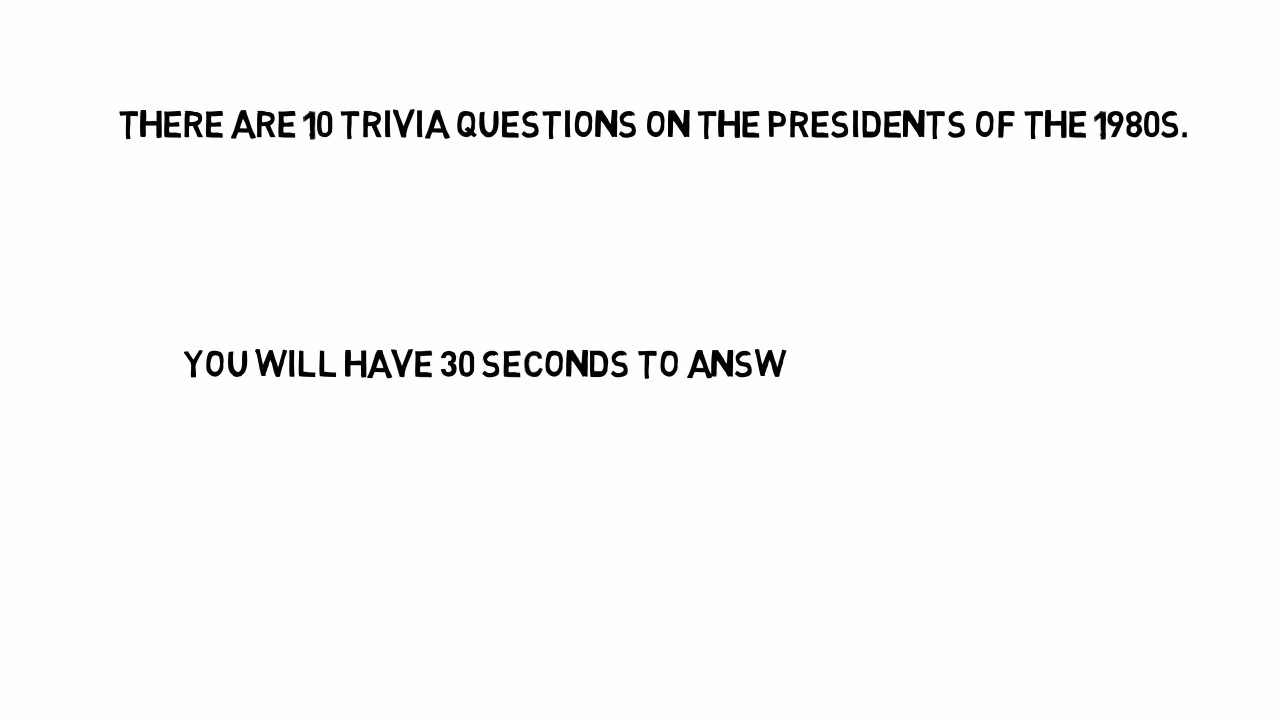 THERE ARE 10 TRIVIA QUESTIONS ON THE PRESIDENTS OF THE 1980S.
YOU WILL HAVE 30 SECONDS TO ANSW